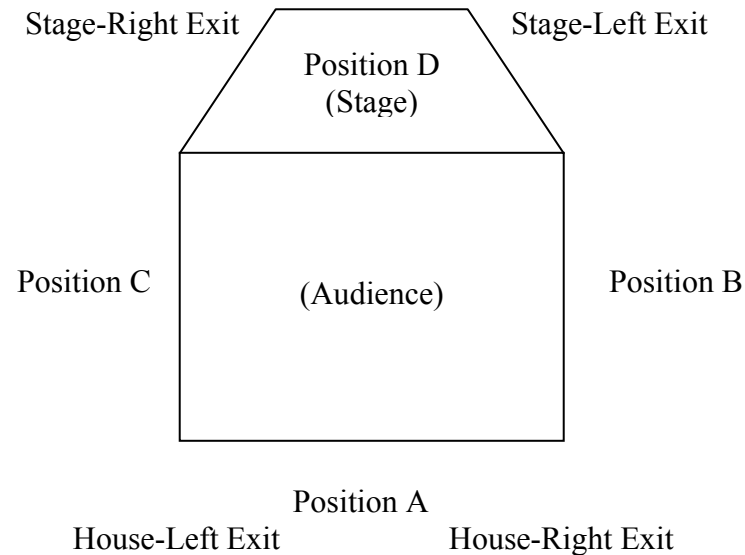 Stage-Right Exit
Stage-Left Exit
Position D
(Stage)
Position C
(Audience)
Position B
Position A
House-Left Exit
House-Right Exit